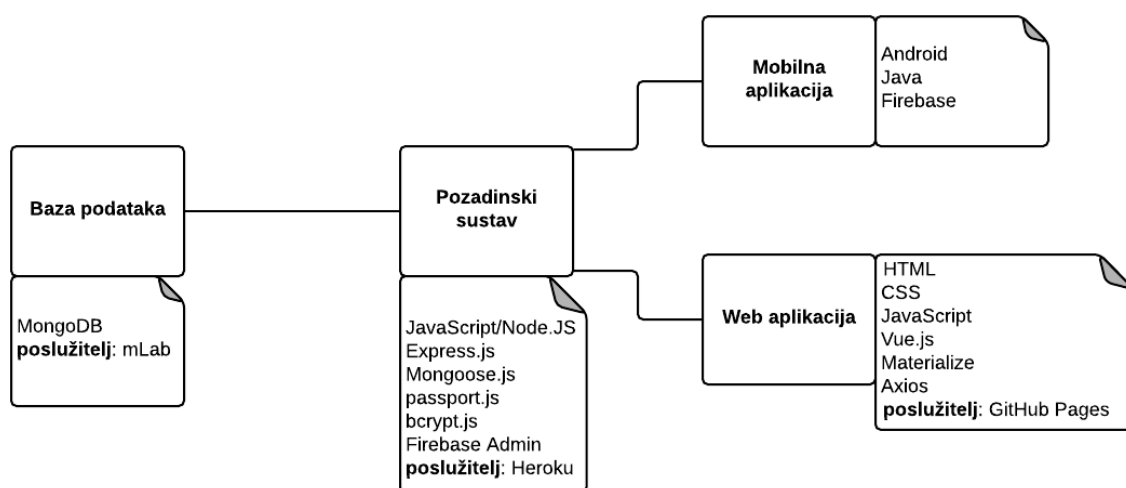 Baza podataka
MongoDB
poslužitelj: mLab
Pozadinski
sustav
JavaScript/Node.JS
Express.js
Mongoose.js
passport.js
bcrypt.js
Firebase Admin
poslužitelj: Heroku
Mobilna
aplikacija
Android
Java
Firebase
Web aplikacija
HTML
CSS
JavaScript
Vue.js
Materialize
Axios
poslužitelj: GitHub Pages